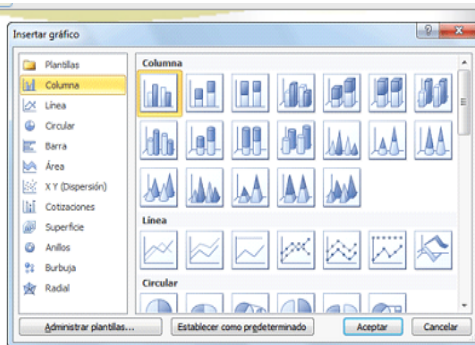 Insertar gráfico
Plantillas
Columna
Línea
Circular
Barra
Área
X Y (Dispersión)
Cotizaciones
Superficie
Anillos
Burbuja
Radial
Columna
Línea
Circular
Administrar plantillas...
Establecer como predeterminado
Aceptar
Cancelar